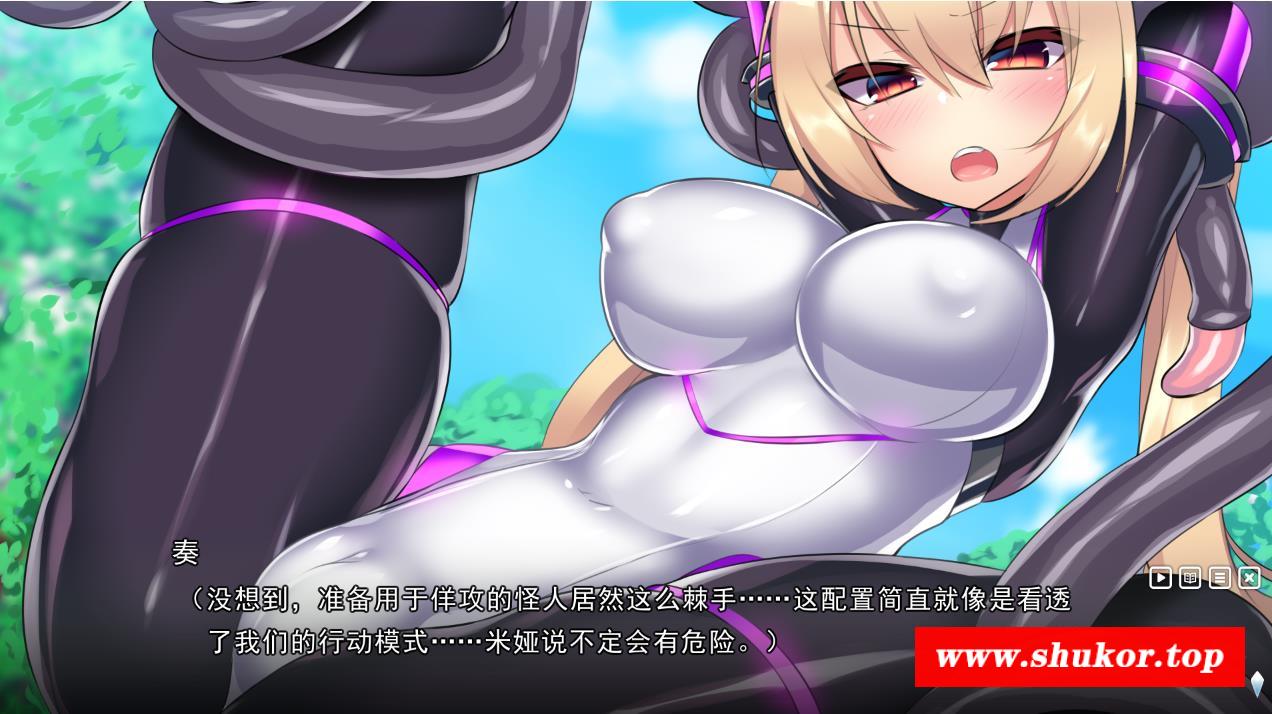 奏
（没想到，准备用于佯攻的怪人居然这么棘手……这配置简直就像是看透
了我们的行动模式……米娅说不定会有危险。）
www.shukor.top